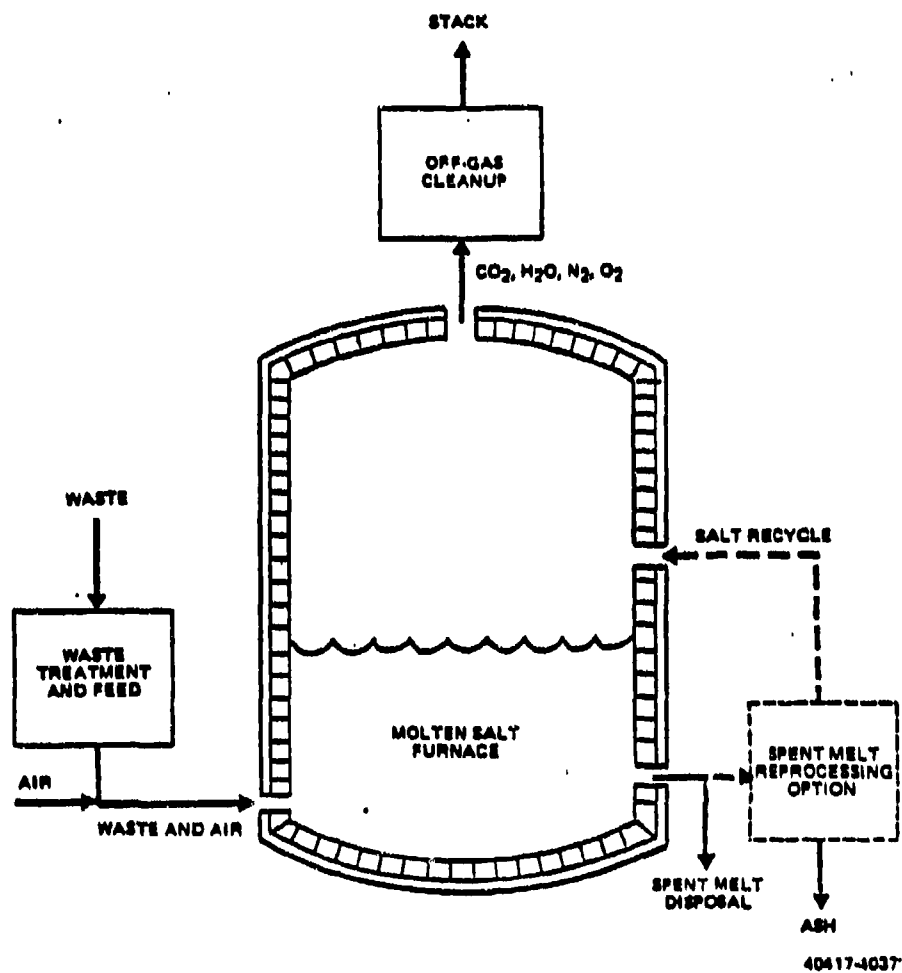 STACK
OFF-GAS
CLEANUP
CO2, H2O, N2, O2
WASTE
SALT RECYCLE
WASTE
TREATMENT
AND FEED
MOLTEN SALT
FURNACE
SPENT MELT
REPROCESSING
OPTION
AIR
WASTE AND AIR
SPENT MELT
DISPOSAL
ASH
40417-4037